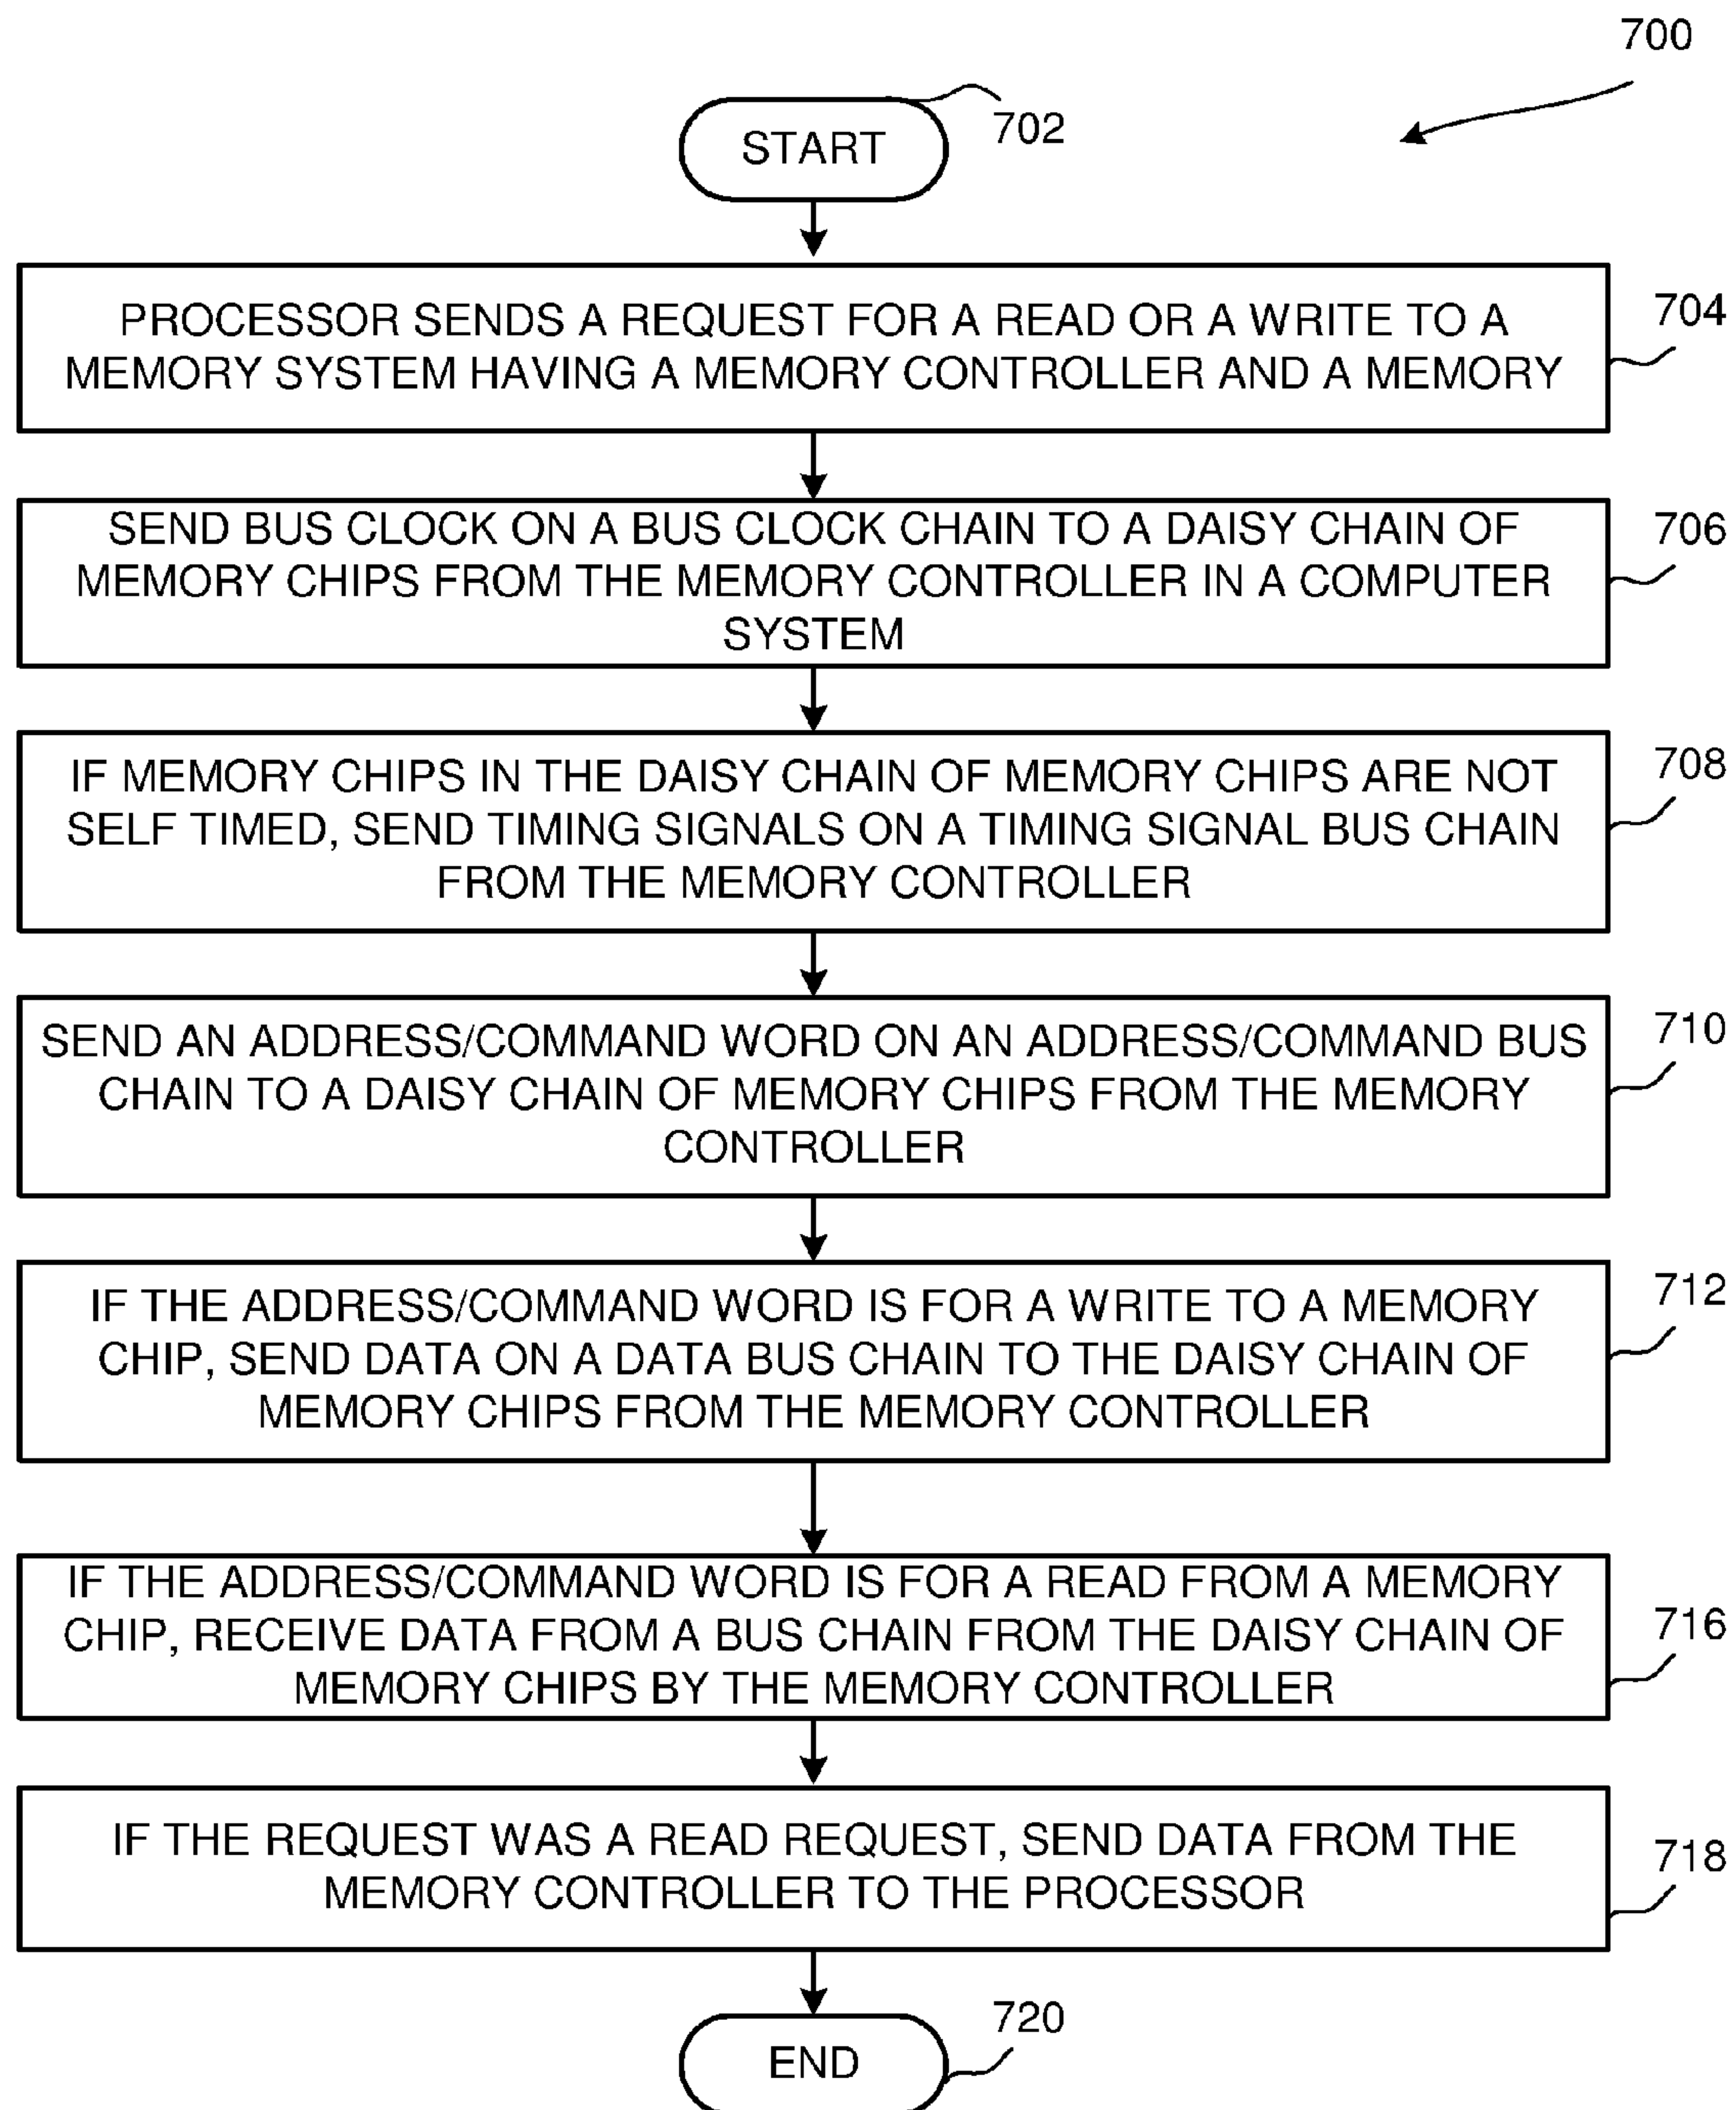 700
702
START
PROCESSOR SENDS A REQUEST FOR A READ OR A WRITE TO A
MEMORY SYSTEM HAVING A MEMORY CONTROLLER AND A MEMORY
704
SEND BUS CLOCK ON A BUS CLOCK CHAIN TO A DAISY CHAIN OF
MEMORY CHIPS FROM THE MEMORY CONTROLLER IN A COMPUTER
SYSTEM
706
IF MEMORY CHIPS IN THE DAISY CHAIN OF MEMORY CHIPS ARE NOT
SELF TIMED, SEND TIMING SIGNALS ON A TIMING SIGNAL BUS CHAIN
FROM THE MEMORY CONTROLLER
708
SEND AN ADDRESS/COMMAND WORD ON AN ADDRESS/COMMAND BUS
CHAIN TO A DAISY CHAIN OF MEMORY CHIPS FROM THE MEMORY
CONTROLLER
710
IF THE ADDRESS/COMMAND WORD IS FOR A WRITE TO A MEMORY
CHIP, SEND DATA ON A DATA BUS CHAIN TO THE DAISY CHAIN OF
MEMORY CHIPS FROM THE MEMORY CONTROLLER
712
IF THE ADDRESS/COMMAND WORD IS FOR A READ FROM A MEMORY
CHIP, RECEIVE DATA FROM A BUS CHAIN FROM THE DAISY CHAIN OF
MEMORY CHIPS BY THE MEMORY CONTROLLER
716
IF THE REQUEST WAS A READ REQUEST, SEND DATA FROM THE
MEMORY CONTROLLER TO THE PROCESSOR
718
720
END